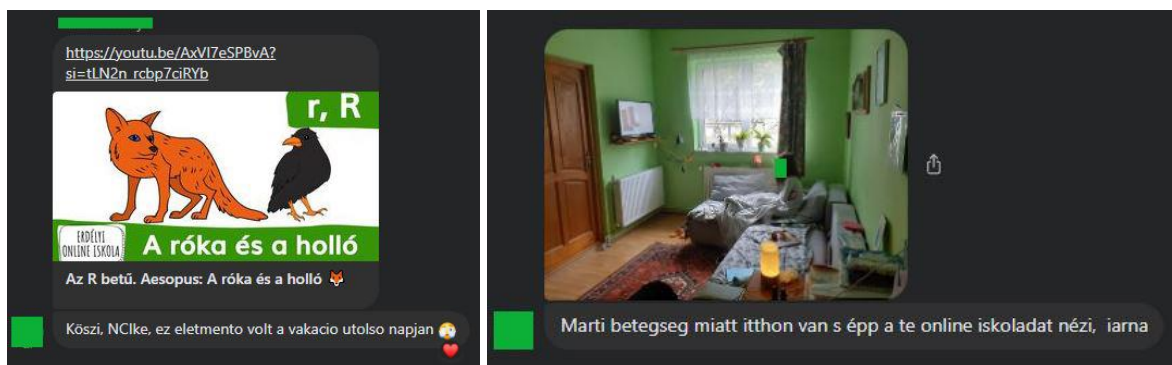 https://youtu.be/AxVI7eSPBvA?
si=tLN2n_rcbp7ciRYb
r, R
ERDÉLYI
ONLINE ISKOLA
A róka és a holló
Az R betű. Aesopus: A róka és a holló 🦊
Köszi, NCIke, ez eletmento volt a vakacio utolso napjan 😳
❤️
Marti betegseg miatt itthon van s épp a te online iskoladat nézi, iarna